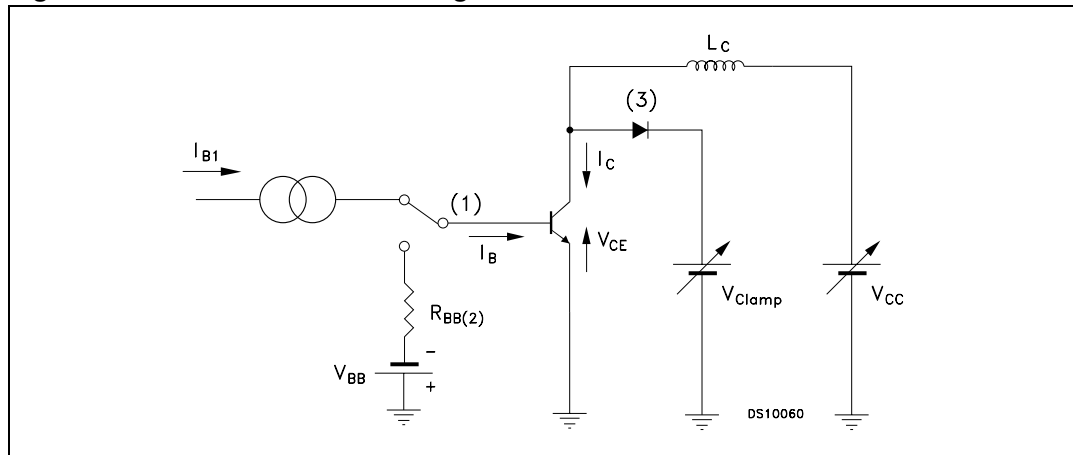 L_C
(3)
I_B1
I_C
(1)
I_B
V_CE
V_Clamp
V_CC
R_BB(2)
-
V_BB
+
DS10060